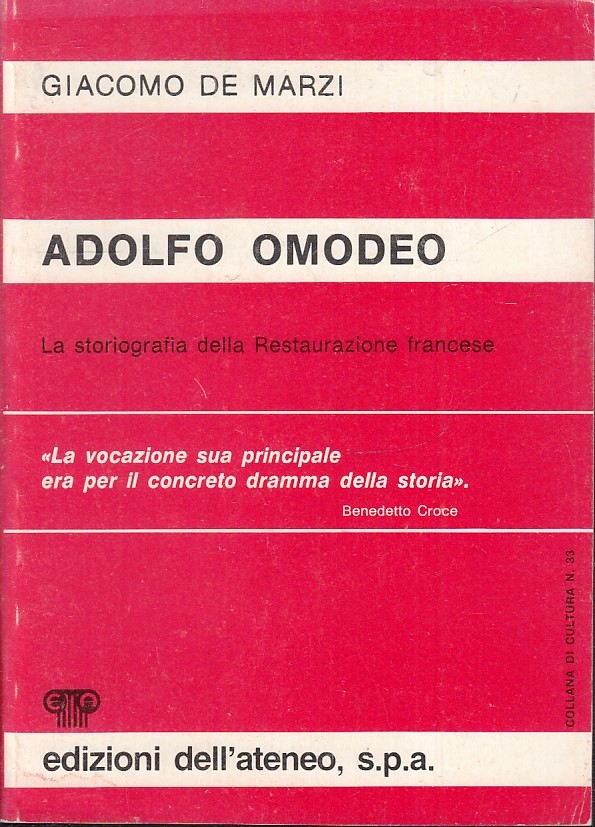 GIACOMO DE MARZI
ADOLFO OMODEO
La storiografia della Restaurazione francese
«La vocazione sua principale
era per il concreto dramma della storia».
Benedetto Croce
COLLANA DI CULTURA N. 33
edizioni dell'ateneo, s.p.a.